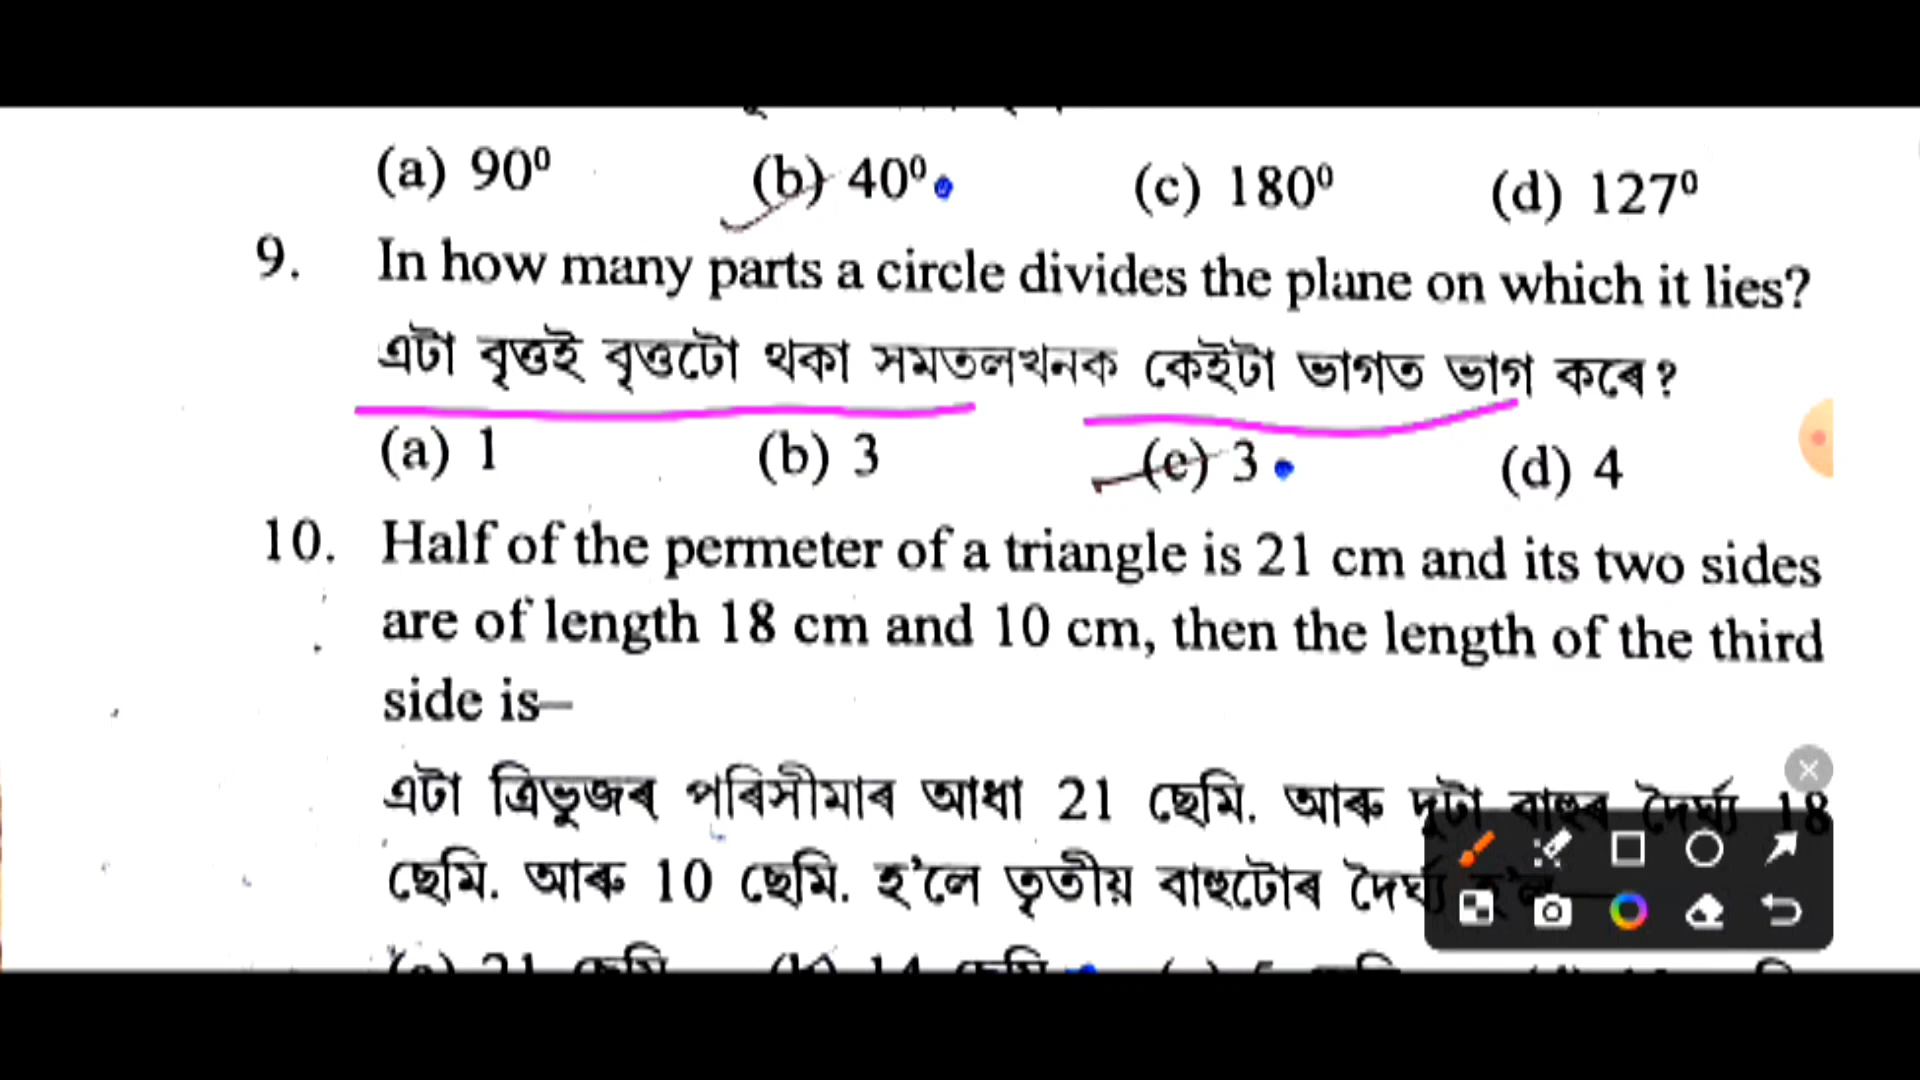 (a) 90⁰ (b) 40⁰ (c) 180⁰ (d) 127⁰
9. In how many parts a circle divides the plane on which it lies?
এটা বৃত্তই বৃত্তটো থকা সমতলখনক কেইটা ভাগত ভাগ কৰে?
(a) 1 (b) 3 (c) 3 (d) 4
10. Half of the permeter of a triangle is 21 cm and its two sides
are of length 18 cm and 10 cm, then the length of the third
side is–
এটা ত্ৰিভুজৰ পৰিসীমাৰ আধা 21 ছেমি. আৰু দুটা বাহুৰ দৈৰ্ঘ্য 18
ছেমি. আৰু 10 ছেমি. হ’লে তৃতীয় বাহুটোৰ দৈৰ্ঘ্য হ’ল—